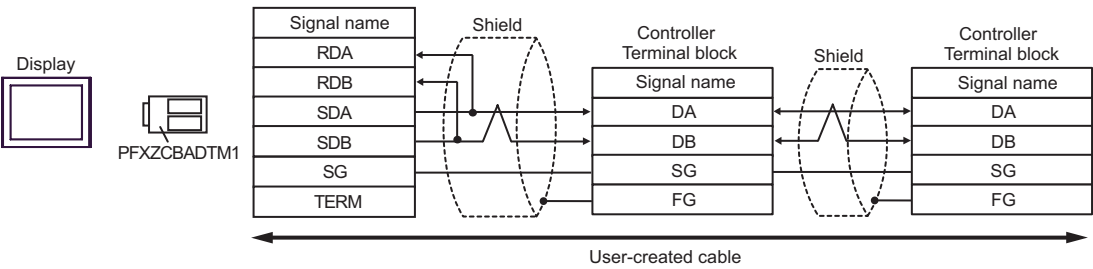 Display
PFXZCBADTM1
Signal name
RDA
RDB
SDA
SDB
SG
TERM
Shield
Controller
Terminal block
Signal name
DA
DB
SG
FG
Shield
Controller
Terminal block
Signal name
DA
DB
SG
FG
User-created cable